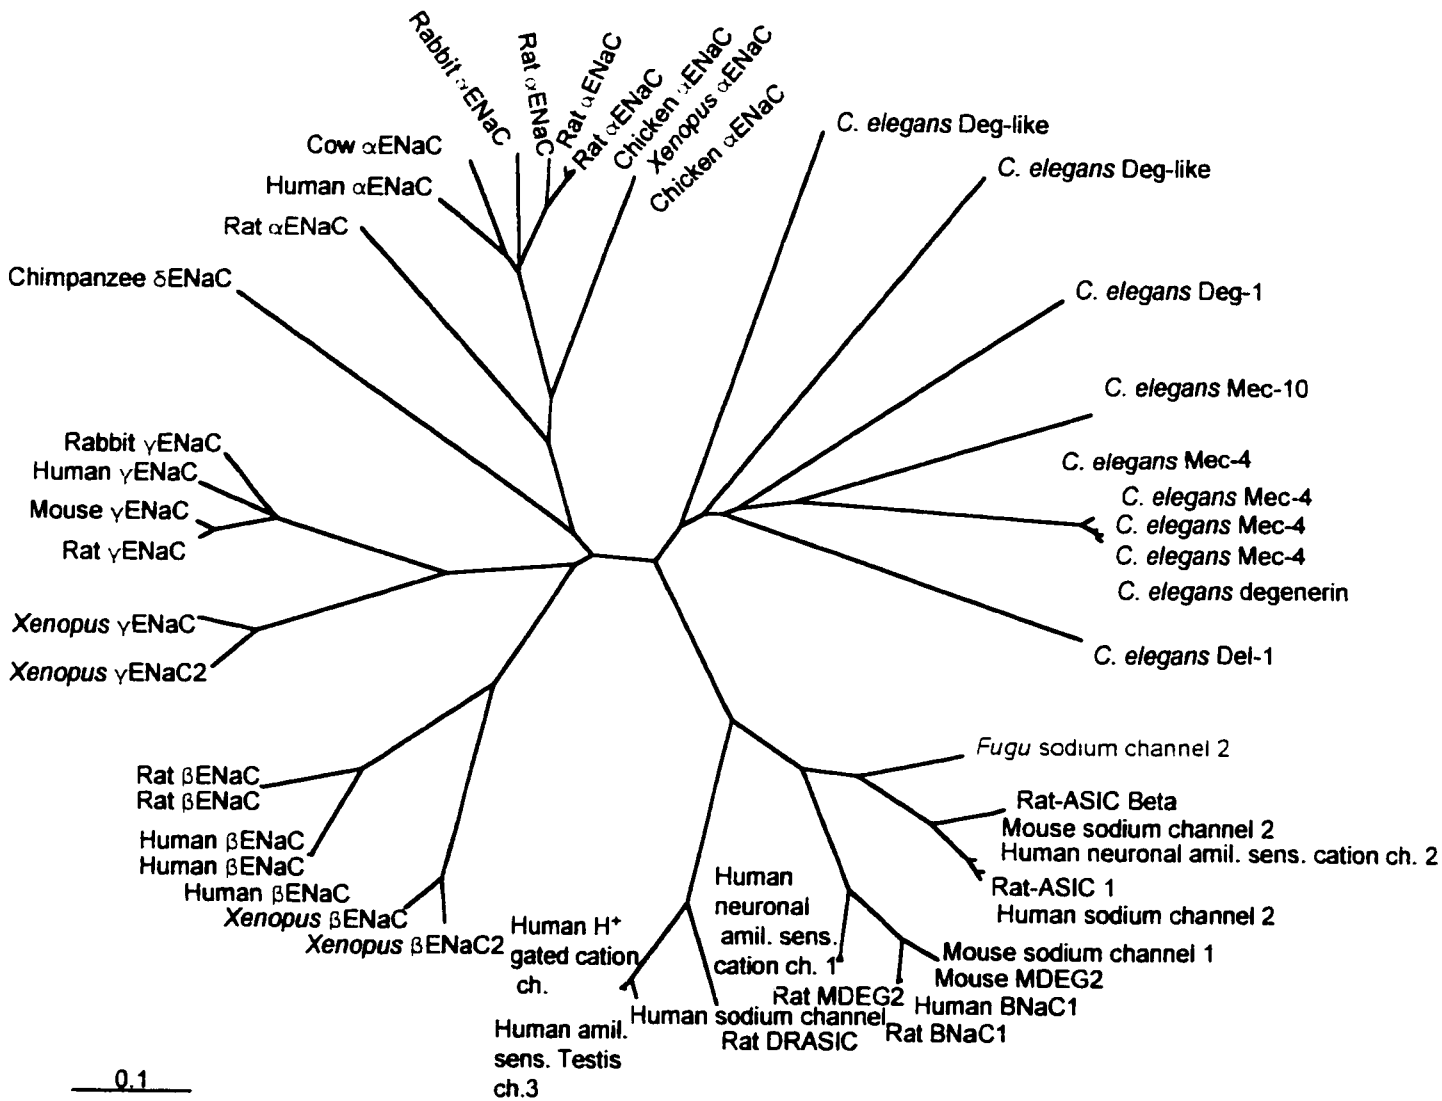 Rabbit αENaC
Rat αENaC
Rat αENaC
Rat αENaC
Chicken αENaC
Xenopus αENaC
Chicken αENaC
Cow αENaC
Human αENaC
Rat αENaC
Chimpanzee δENaC
C. elegans Deg-like
C. elegans Deg-like
C. elegans Deg-1
C. elegans Mec-10
C. elegans Mec-4
C. elegans Mec-4
C. elegans Mec-4
C. elegans Mec-4
C. elegans degenerin
C. elegans Del-1
Rabbit γENaC
Human γENaC
Mouse γENaC
Rat γENaC
Xenopus γENaC
Xenopus γENaC2
Rat βENaC
Rat βENaC
Human βENaC
Human βENaC
Human βENaC
Xenopus βENaC
Xenopus βENaC2
Human H⁺
gated cation
ch.
Human amil.
sens. Testis
ch.3
Human sodium channel
Rat DRASIC
Human
neuronal
amil. sens.
cation ch. 1
Rat MDEG2
Rat BNaC1
Human BNaC1
Mouse MDEG2
Mouse sodium channel 1
Fugu sodium channel 2
Rat-ASIC Beta
Mouse sodium channel 2
Human neuronal amil. sens. cation ch. 2
Rat-ASIC 1
Human sodium channel 2
0.1